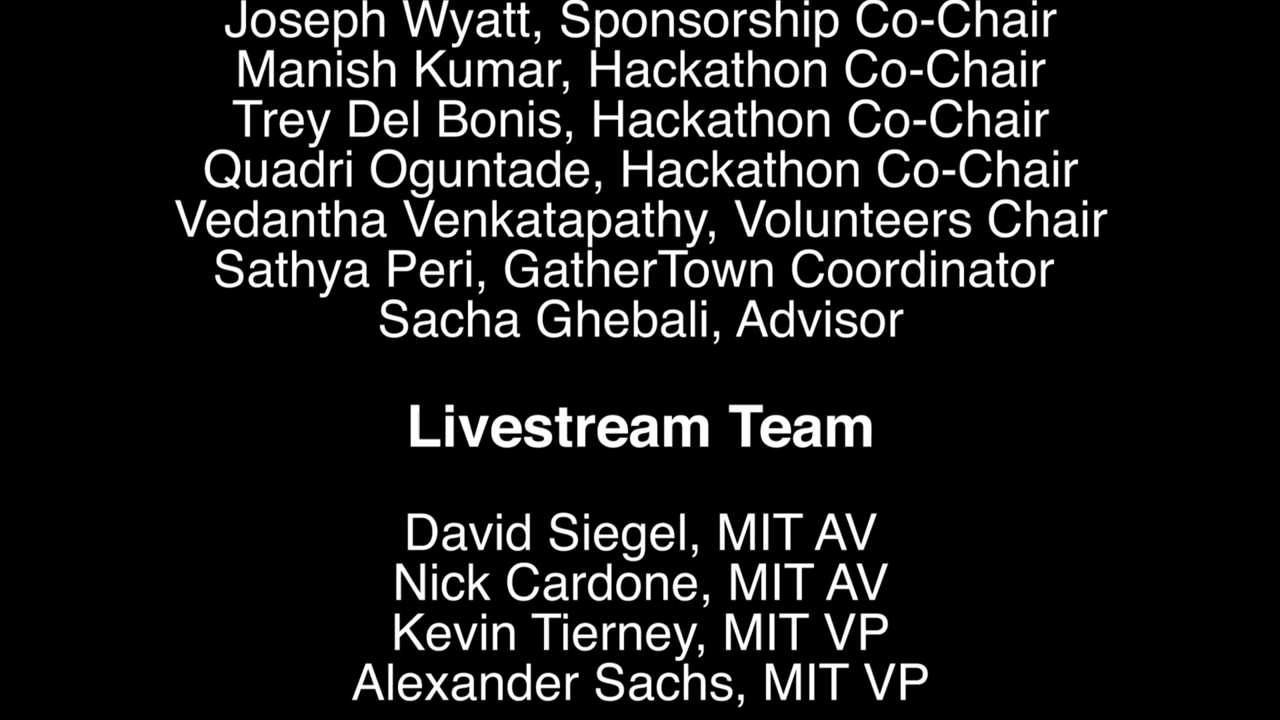 Joseph Wyatt, Sponsorship Co-Chair
Manish Kumar, Hackathon Co-Chair
Trey Del Bonis, Hackathon Co-Chair
Quadri Oguntade, Hackathon Co-Chair
Vedantha Venkatapathy, Volunteers Chair
Sathya Peri, GatherTown Coordinator
Sacha Ghebali, Advisor
Livestream Team
David Siegel, MIT AV
Nick Cardone, MIT AV
Kevin Tierney, MIT VP
Alexander Sachs, MIT VP